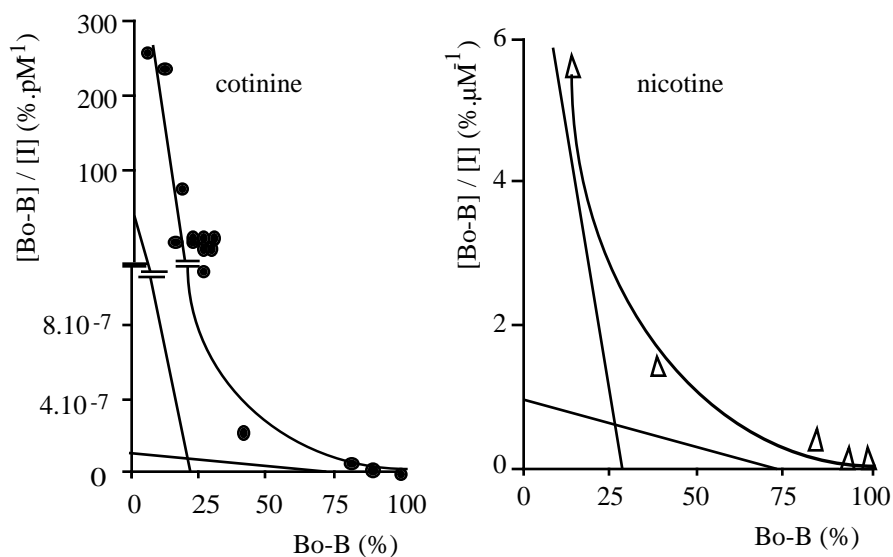 [Bo-B] / [I] (%.pM⁻¹)
300
200
100
8.10⁻⁷
4.10⁻⁷
0
cotinine
0 25 50 75 100
Bo-B (%)
[Bo-B] / [I] (%.µM⁻¹)
6
4
2
0
nicotine
0 25 50 75 100
Bo-B (%)